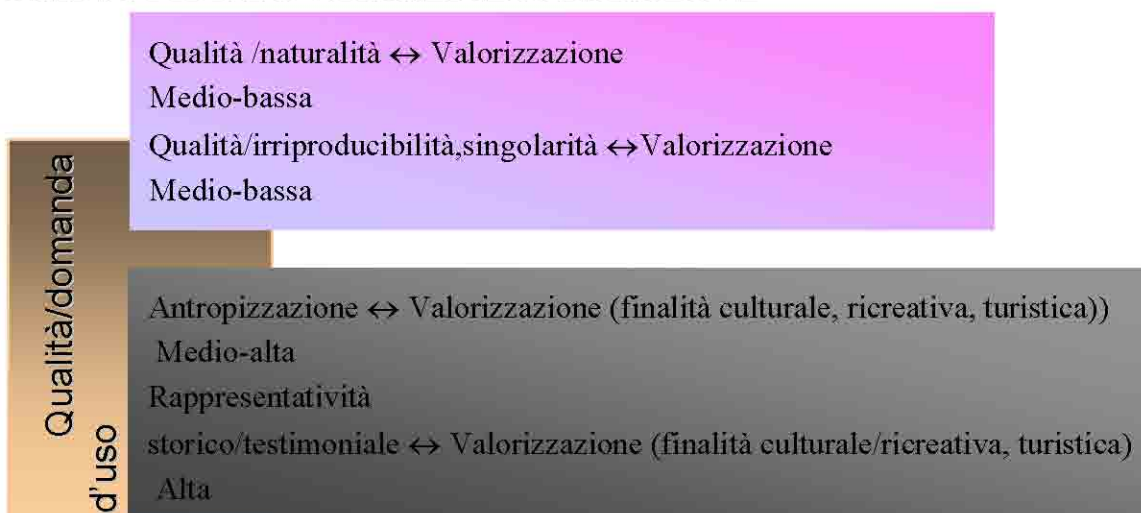 Qualità /naturalità ↔ Valorizzazione
Medio-bassa
Qualità/irriproducibilità,singolarità ↔Valorizzazione
Medio-bassa
Qualità/domanda
d'uso
Antropizzazione ↔ Valorizzazione (finalità culturale, ricreativa, turistica))
Medio-alta
Rappresentatività
storico/testimoniale ↔ Valorizzazione (finalità culturale/ricreativa, turistica)
Alta